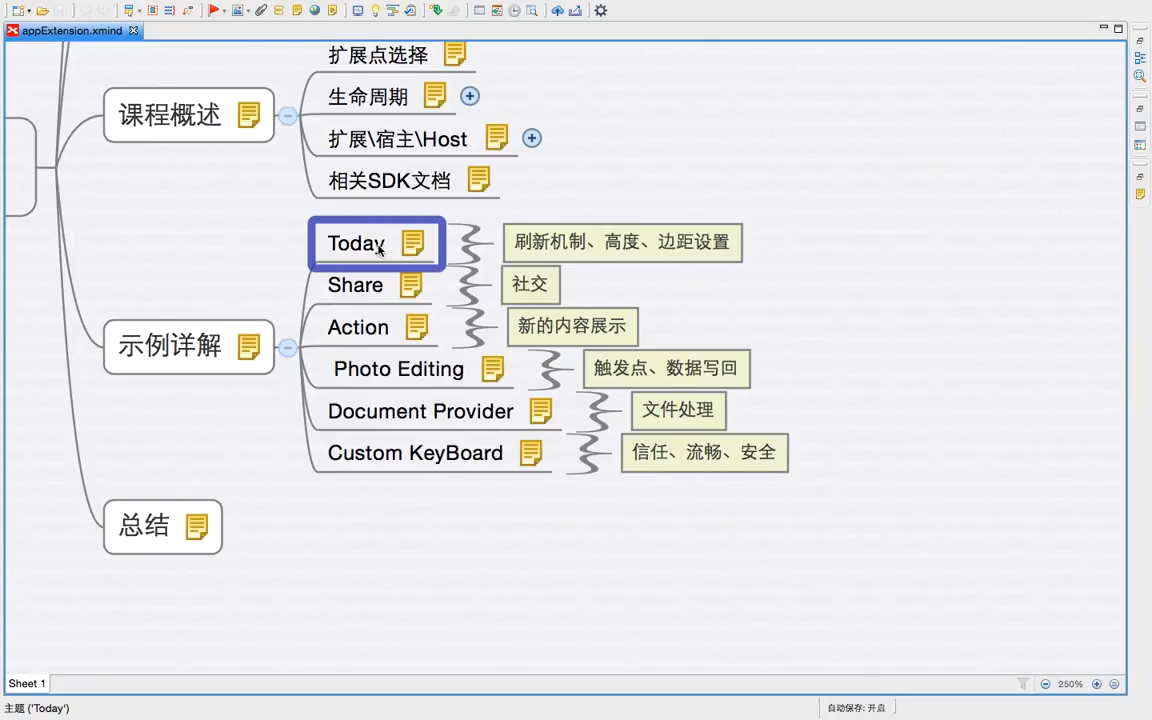 appExtension.xmind
扩展点选择
课程概述
生命周期
扩展\宿主\Host
相关SDK文档
Today
刷新机制、高度、边距设置
Share
社交
Action
新的内容展示
示例详解
Photo Editing
触发点、数据写回
Document Provider
文件处理
Custom KeyBoard
信任、流畅、安全
总结
Sheet 1
250%
主题 ('Today')
自动保存: 开启